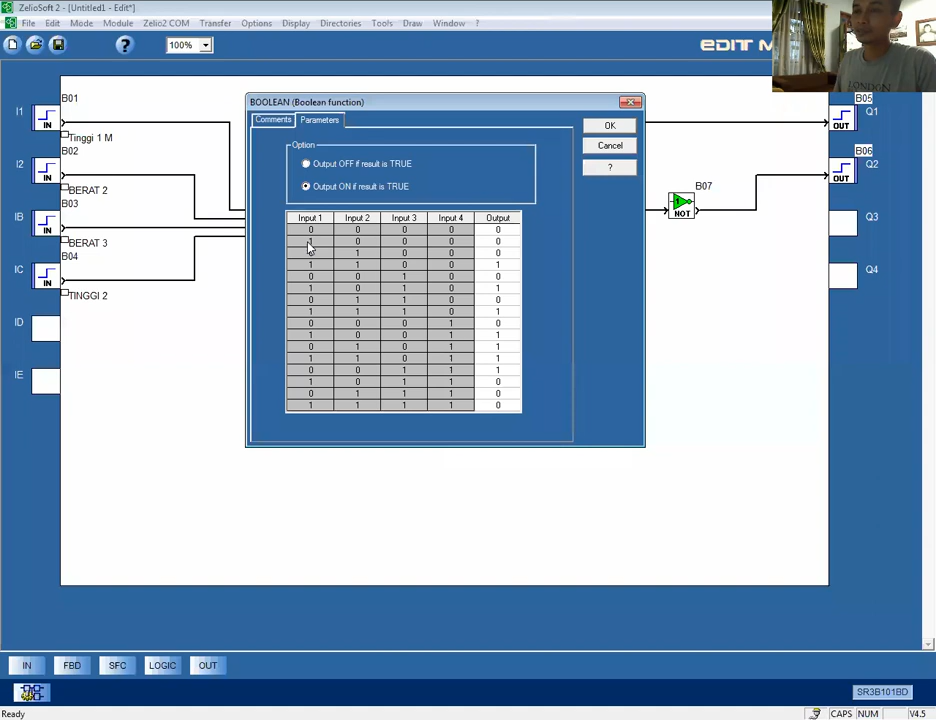 ZelioSoft 2 - [Untitled1 - Edit*]
File Edit Mode Module Zelio2 COM Transfer Options Display Directories Tools Draw Window ?
? 100%
EDIT M
B01
I1 IN
Tinggi 1 M
B02
I2 IN
BERAT 2
B03
IB IN
BERAT 3
B04
IC IN
TINGGI 2
ID
IE
BOOLEAN (Boolean function)
Comments Parameters
Option
Output OFF if result is TRUE
Output ON if result is TRUE
OK
Cancel
?
Input 1 Input 2 Input 3 Input 4 Output
0 0 0 0 0
1 0 0 0 0
0 1 0 0 0
1 1 0 0 1
0 0 1 0 0
1 0 1 0 1
0 1 1 0 0
1 1 1 0 1
0 0 0 1 0
1 0 0 1 1
0 1 0 1 1
1 1 0 1 1
0 0 1 1 1
1 0 1 1 0
0 1 1 1 0
1 1 1 1 0
B07
1
NOT
LONDON
B05
OUT Q1
B06
OUT Q2
Q3
Q4
IN FBD SFC LOGIC OUT
SR3B101BD
Ready CAPS NUM V4.5